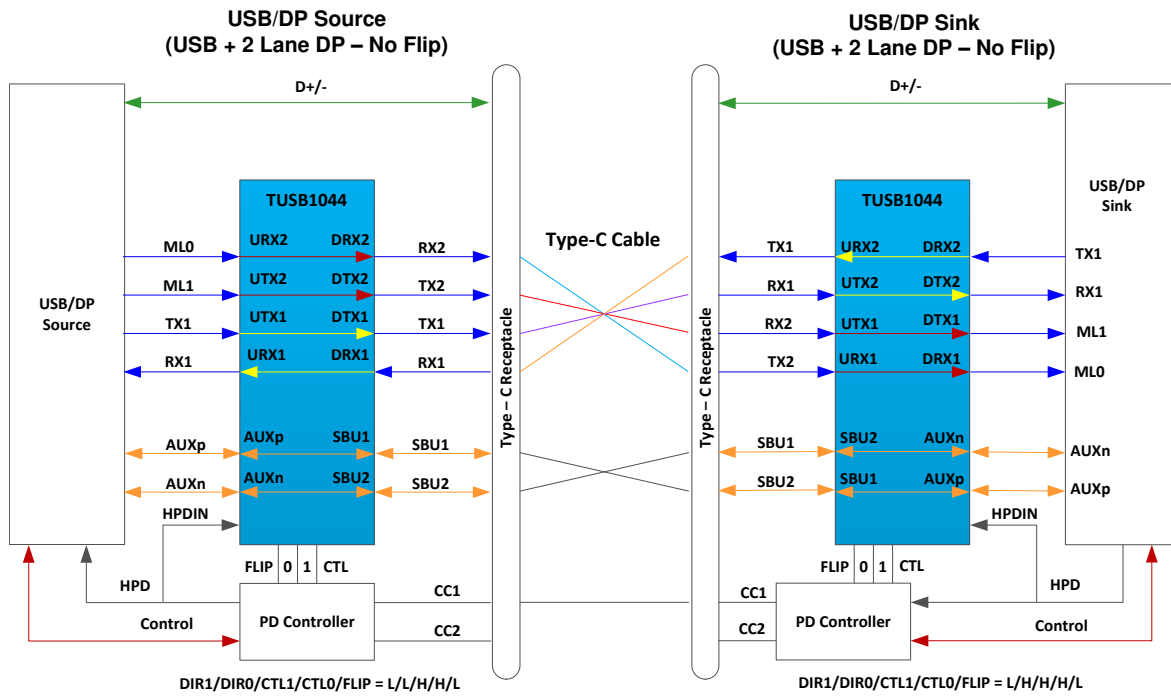 USB/DP Source
(USB + 2 Lane DP – No Flip)
USB/DP Sink
(USB + 2 Lane DP – No Flip)
D+/-
D+/-
TUSB1044
TUSB1044
USB/DP
Sink
Type-C Cable
ML0
URX2
DRX2
RX2
TX1
URX2
DRX2
TX1
ML1
UTX2
DTX2
TX2
RX1
UTX2
DTX2
RX1
USB/DP
Source
TX1
UTX1
DTX1
TX1
RX2
UTX1
DTX1
ML1
RX1
URX1
DRX1
RX1
TX2
URX1
DRX1
ML0
Type – C Receptacle
Type – C Receptacle
AUXp
AUXp
SBU1
SBU1
SBU1
SBU2
AUXn
AUXn
AUXn
AUXn
SBU2
SBU2
SBU2
SBU1
AUXp
AUXp
HPDIN
HPDIN
FLIP 0 1 CTL
FLIP 0 1 CTL
HPD
HPD
CC1
CC1
PD Controller
PD Controller
Control
Control
CC2
CC2
DIR1/DIR0/CTL1/CTL0/FLIP = L/L/H/H/L
DIR1/DIR0/CTL1/CTL0/FLIP = L/H/H/H/L